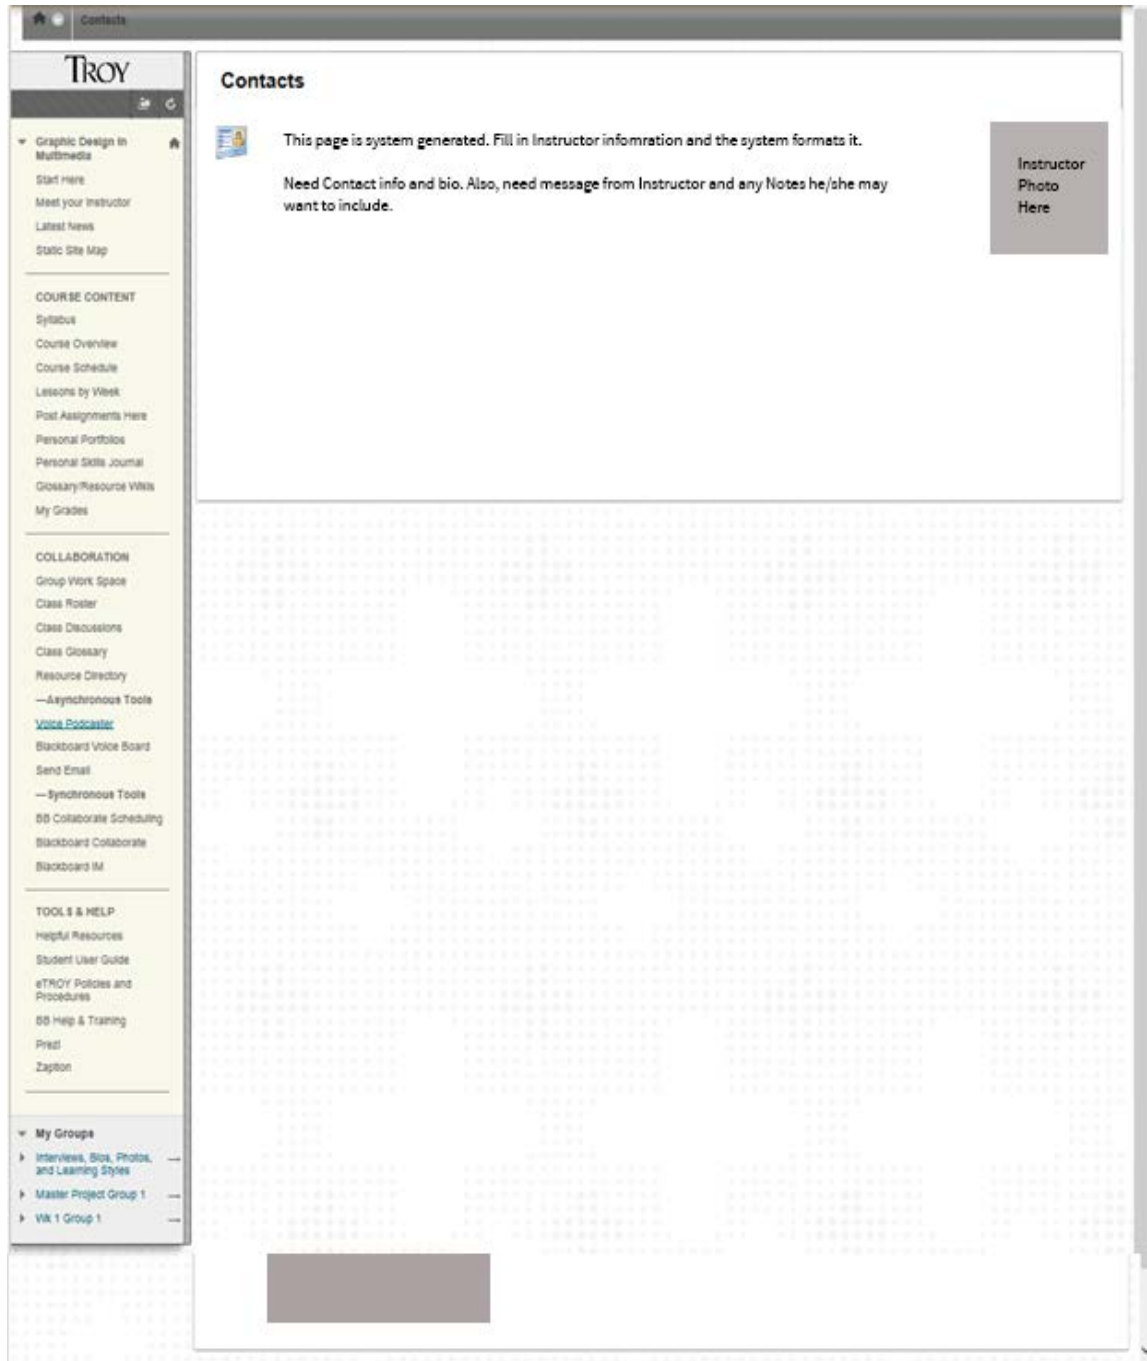 Contacts
TROY
Contacts
This page is system generated. Fill in Instructor infomration and the system formats it.
Need Contact info and bio. Also, need message from Instructor and any Notes he/she may
want to include.
Instructor
Photo
Here
Graphic Design in
Multimedia
Start Here
Meet your Instructor
Latest News
Static Site Map
COURSE CONTENT
Syllabus
Course Overview
Course Schedule
Lessons by Week
Post Assignments Here
Personal Portfolios
Personal Skills Journal
Glossary/Resource Wikis
My Grades
COLLABORATION
Group Work Space
Class Roster
Class Discussions
Class Glossary
Resource Directory
—Asynchronous Tools
Voice Podcaster
Blackboard Voice Board
Send Email
—Synchronous Tools
BB Collaborate Scheduling
Blackboard Collaborate
Blackboard IM
TOOLS & HELP
Helpful Resources
Student User Guide
eTROY Policies and
Procedures
BB Help & Training
Prezi
Zaption
My Groups
Interviews, Bios, Photos,
and Learning Styles
Master Project Group 1
Wk 1 Group 1